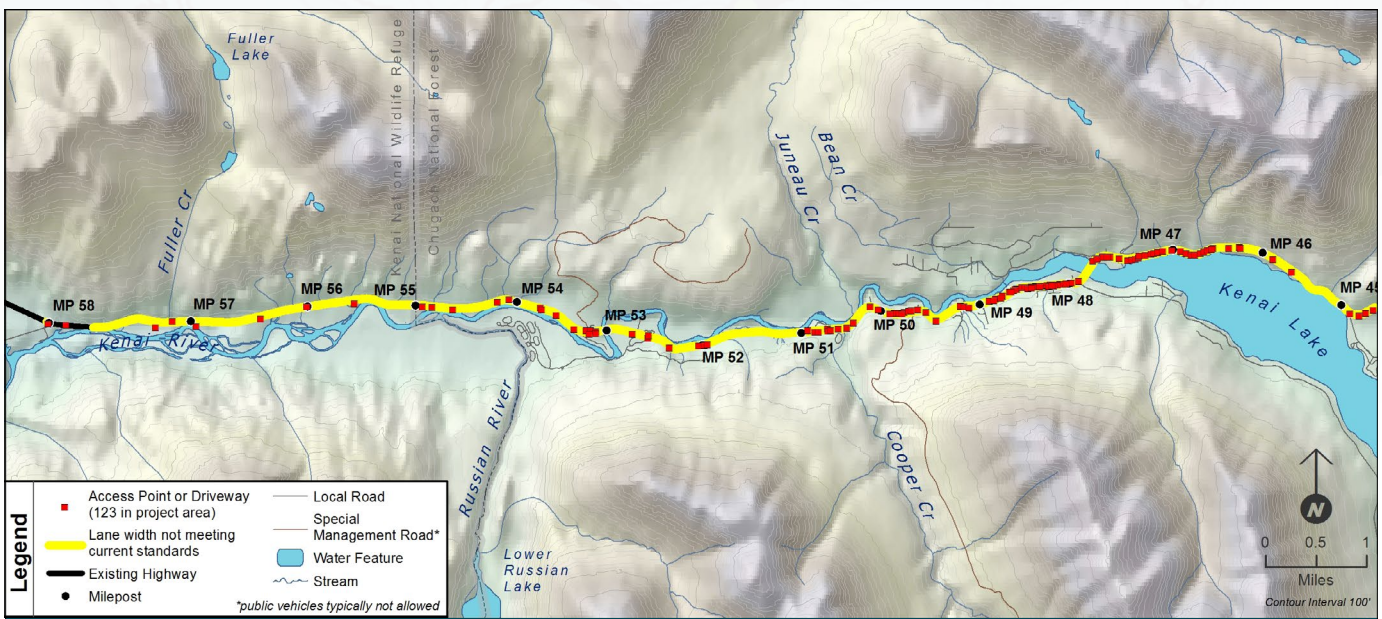 Fuller
Lake
Kenai National Wildlife Refuge
Chugach National Forest
Juneau Cr
Bean Cr
Fuller Cr
MP 58
MP 57
MP 56
MP 55
MP 54
MP 53
MP 52
MP 51
MP 50
MP 49
MP 48
MP 47
MP 46
MP 45
Kenai River
Kenai Lake
Russian River
Cooper Cr
Lower
Russian
Lake
Legend
Access Point or Driveway
(123 in project area)
Lane width not meeting
current standards
Existing Highway
Milepost
Local Road
Special
Management Road*
Water Feature
Stream
*public vehicles typically not allowed
N
0 0.5 1
Miles
Contour Interval 100'